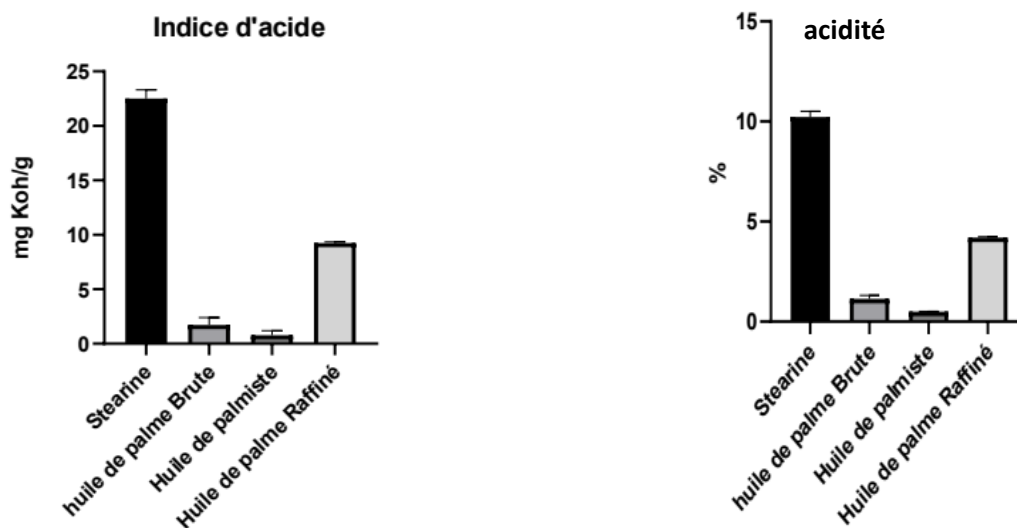 Indice d'acide
25
20
15
10
5
0
mg Koh/g
Stearine
huile de palme Brute
Huile de palmiste
Huile de palme Raffiné
acidité
15
10
5
0
%
Stearine
huile de palme Brute
Huile de palmiste
Huile de palme Raffiné